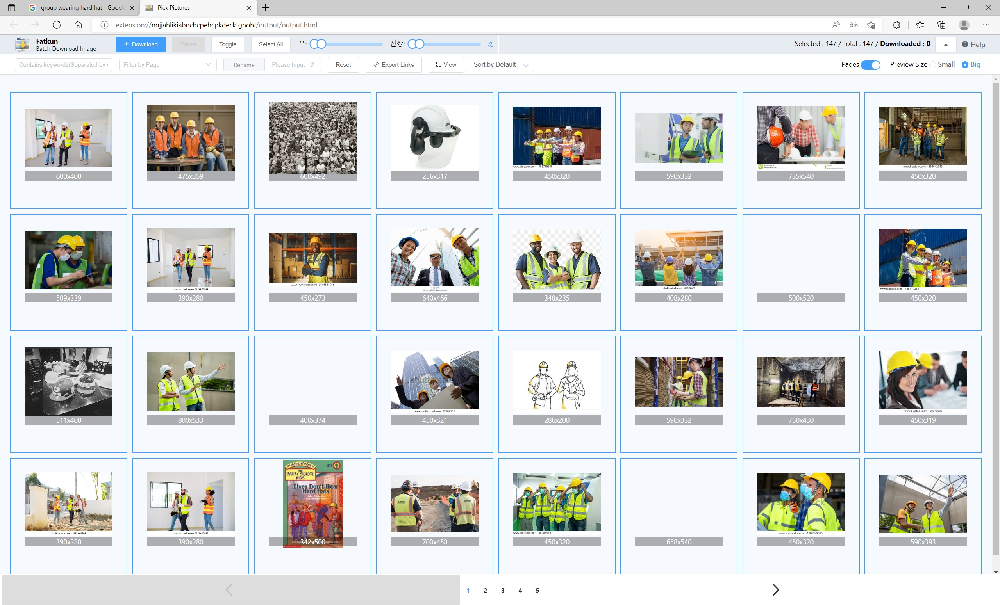 group wearing hard hat - Google
Pick Pictures
extension://nnjjahlikiabnchcpehcpkdeckfgnohf/output/output.html
Fatkun
Batch Download Image
Download
Pause
Toggle
Select All
폭:
신장:
Selected : 147 / Total : 147 / Downloaded : 0
Help
Contains keywords(Separated by
Filter by Page
Rename
Please Input
Reset
Export Links
View
Sort by Default
Pages
Preview Size
Small
Big
600x400
475x359
600x492
256x317
www.bigstock.com - 385719308
450x320
590x332
735x540
www.bigstock.com - 366642943
450x320
509x339
shutterstock.com - 2156879043
390x280
shutterstock
www.shutterstock.com - 1848686086
450x273
640x466
348x235
shutterstock.com - 590527625
408x280
500x520
www.bigstock.com - 385719314
450x320
511x400
800x533
400x374
shutterstock
www.shutterstock.com - 32132146
450x321
286x200
590x332
750x430
www.bigstock.com - 33879883
450x319
shutterstock.com - 2151669101
390x280
shutterstock.com - 2151669047
390x280
The Adventures of
THE
BAILEY SCHOOL
KIDS
#17
Elves Don't Wear
Hard Hats
342x500
700x458
www.bigstock.com - 389054791
450x320
658x540
shutterstock
www.shutterstock.com - 1806379885
450x320
590x393
1 2 3 4 5